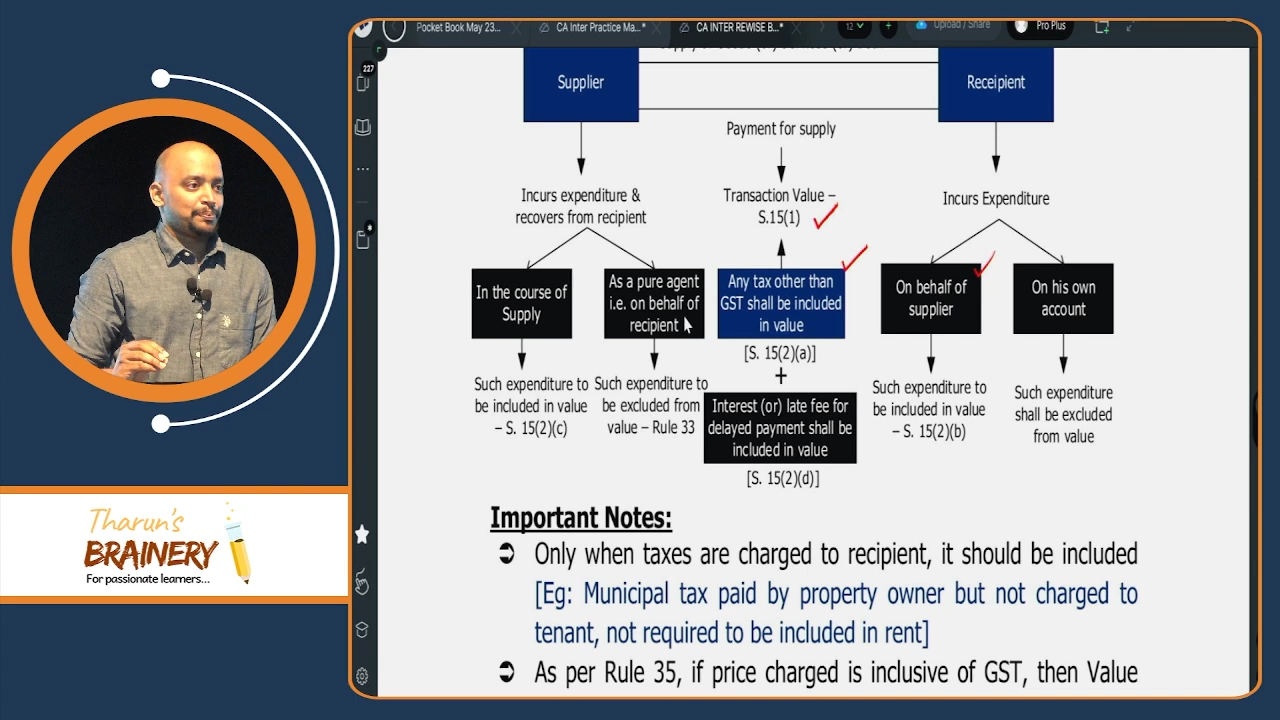 Pocket Book May 23...
CA Inter Practice Ma...*
CA INTER REWISE B...*
12
Upload / Share
Pro Plus
227
Supplier
Receipient
Payment for supply
Incurs expenditure &
recovers from recipient
Transaction Value –
S.15(1)
Incurs Expenditure
In the course of
Supply
As a pure agent
i.e. on behalf of
recipient
Any tax other than
GST shall be included
in value
On behalf of
supplier
On his own
account
[S. 15(2)(a)]
+
Such expenditure to
be included in value
– S. 15(2)(c)
Such expenditure to
be excluded from
value – Rule 33
Interest (or) late fee for
delayed payment shall be
included in value
Such expenditure to
be included in value
– S. 15(2)(b)
Such expenditure
shall be excluded
from value
[S. 15(2)(d)]
Important Notes:
Only when taxes are charged to recipient, it should be included
[Eg: Municipal tax paid by property owner but not charged to
tenant, not required to be included in rent]
As per Rule 35, if price charged is inclusive of GST, then Value
Tharun's
BRAINERY
For passionate learners...